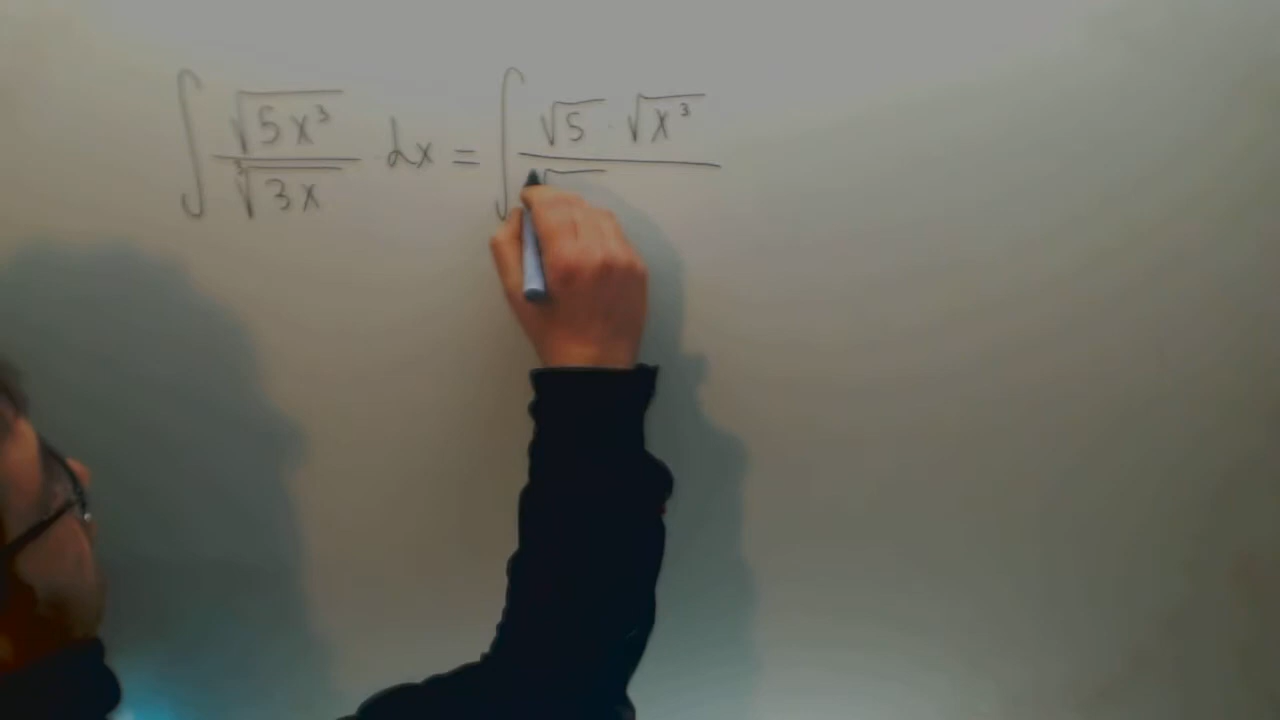 ∫ √(5x³) / ∛(3x) dx = ∫ √5 · √(x³) / √